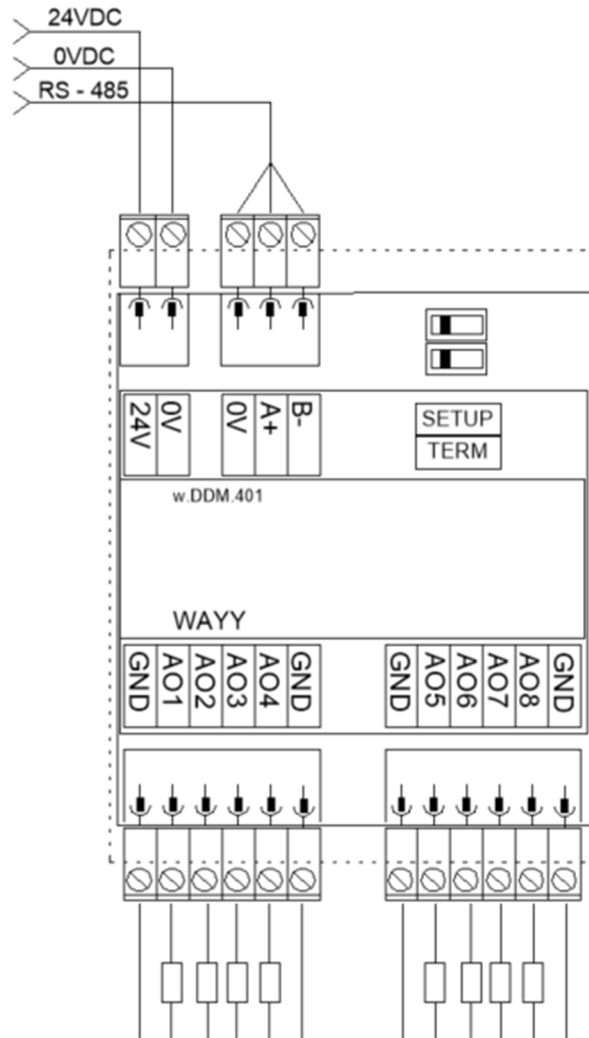 24VDC
0VDC
RS - 485
24V 0V 0V A+ B-
SETUP
TERM
w.DDM.401
WAYY
GND AO1 AO2 AO3 AO4 GND GND AO5 AO6 AO7 AO8 GND